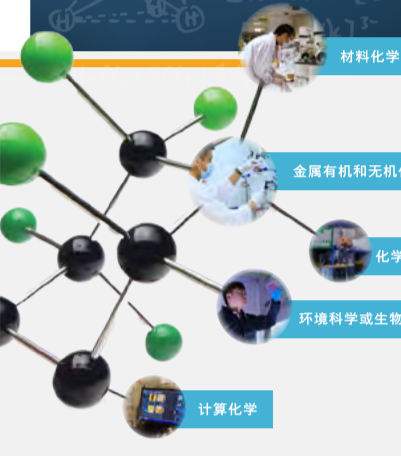 材料化学
金属有机和无机
化学
环境科学或生物
计算化学